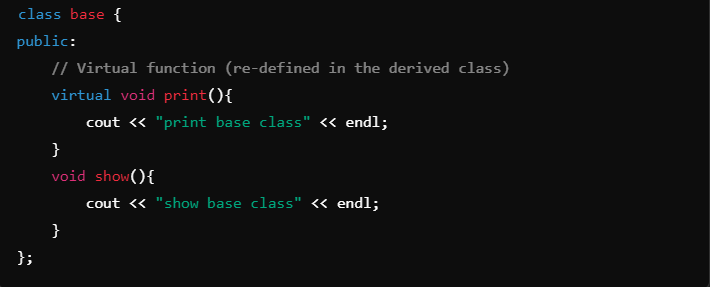 class base {
public:
    // Virtual function (re-defined in the derived class)
    virtual void print(){
        cout << "print base class" << endl;
    }
    void show(){
        cout << "show base class" << endl;
    }
};